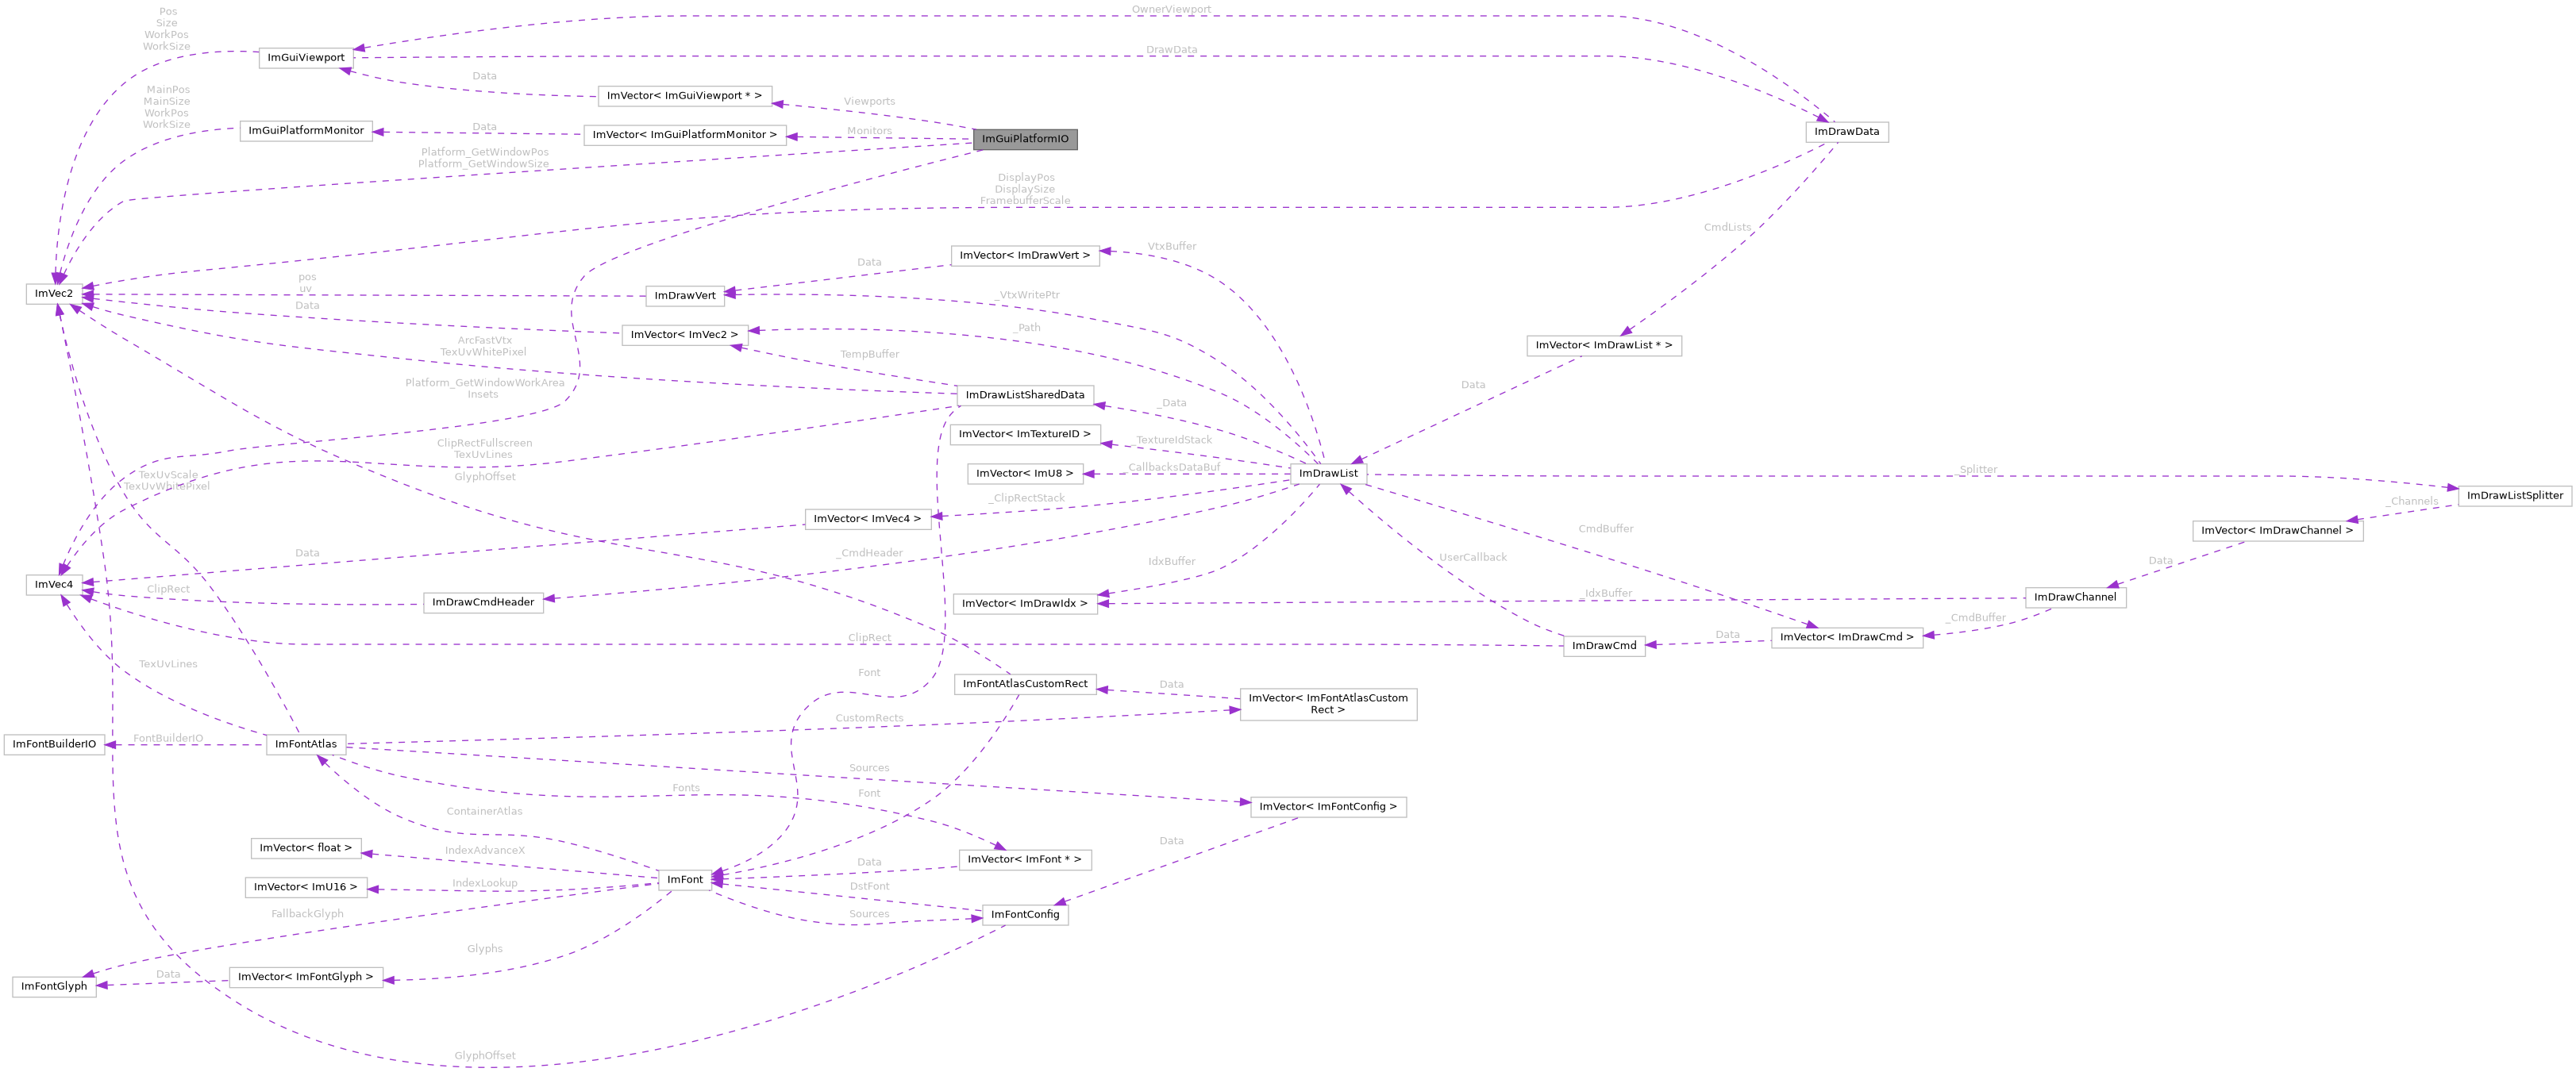 Pos
Size
WorkPos
WorkSize
OwnerViewport
ImGuiViewport
DrawData
Data
MainPos
MainSize
WorkPos
WorkSize
ImVector< ImGuiViewport * >
Viewports
ImGuiPlatformMonitor
Data
ImVector< ImGuiPlatformMonitor >
Monitors
ImGuiPlatformIO
ImDrawData
Platform_GetWindowPos
Platform_GetWindowSize
DisplayPos
DisplaySize
FramebufferScale
CmdLists
VtxBuffer
ImVector< ImDrawVert >
Data
pos
uv
ImVec2
ImDrawVert
_VtxWritePtr
Data
ImVector< ImVec2 >
_Path
ArcFastVtx
TexUvWhitePixel
TempBuffer
ImVector< ImDrawList * >
Platform_GetWindowWorkArea
Insets
ImDrawListSharedData
_Data
Data
ClipRectFullscreen
TexUvLines
ImVector< ImTextureID >
_TextureIdStack
TexUvScale
TexUvWhitePixel
GlyphOffset
ImVector< ImU8 >
_CallbacksDataBuf
ImDrawList
_Splitter
ImDrawListSplitter
_ClipRectStack
_Channels
ImVector< ImVec4 >
CmdBuffer
ImVector< ImDrawChannel >
Data
_CmdHeader
IdxBuffer
UserCallback
Data
ImVec4
ClipRect
ImDrawCmdHeader
ImVector< ImDrawIdx >
_IdxBuffer
ImDrawChannel
_CmdBuffer
ClipRect
ImDrawCmd
Data
ImVector< ImDrawCmd >
TexUvLines
Font
ImFontAtlasCustomRect
Data
ImVector< ImFontAtlasCustom
Rect >
CustomRects
ImFontBuilderIO
FontBuilderIO
ImFontAtlas
Sources
Fonts
Font
ContainerAtlas
ImVector< ImFontConfig >
ImVector< float >
IndexAdvanceX
Data
ImVector< ImFont * >
Data
ImVector< ImU16 >
IndexLookup
ImFont
DstFont
FallbackGlyph
Sources
ImFontConfig
Glyphs
ImFontGlyph
Data
ImVector< ImFontGlyph >
GlyphOffset